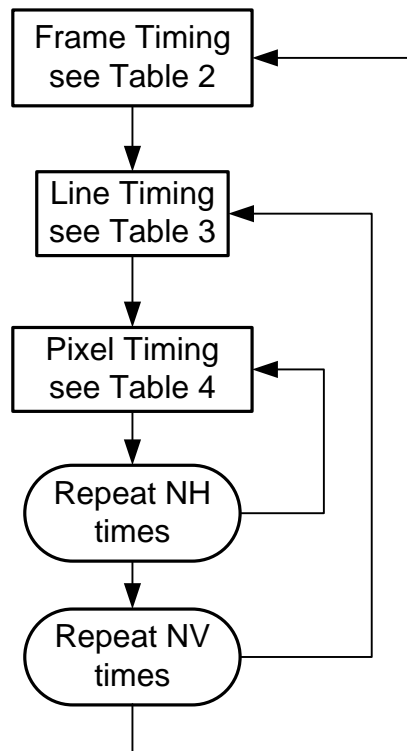 Frame Timing
see Table 2
Line Timing
see Table 3
Pixel Timing
see Table 4
Repeat NH
times
Repeat NV
times